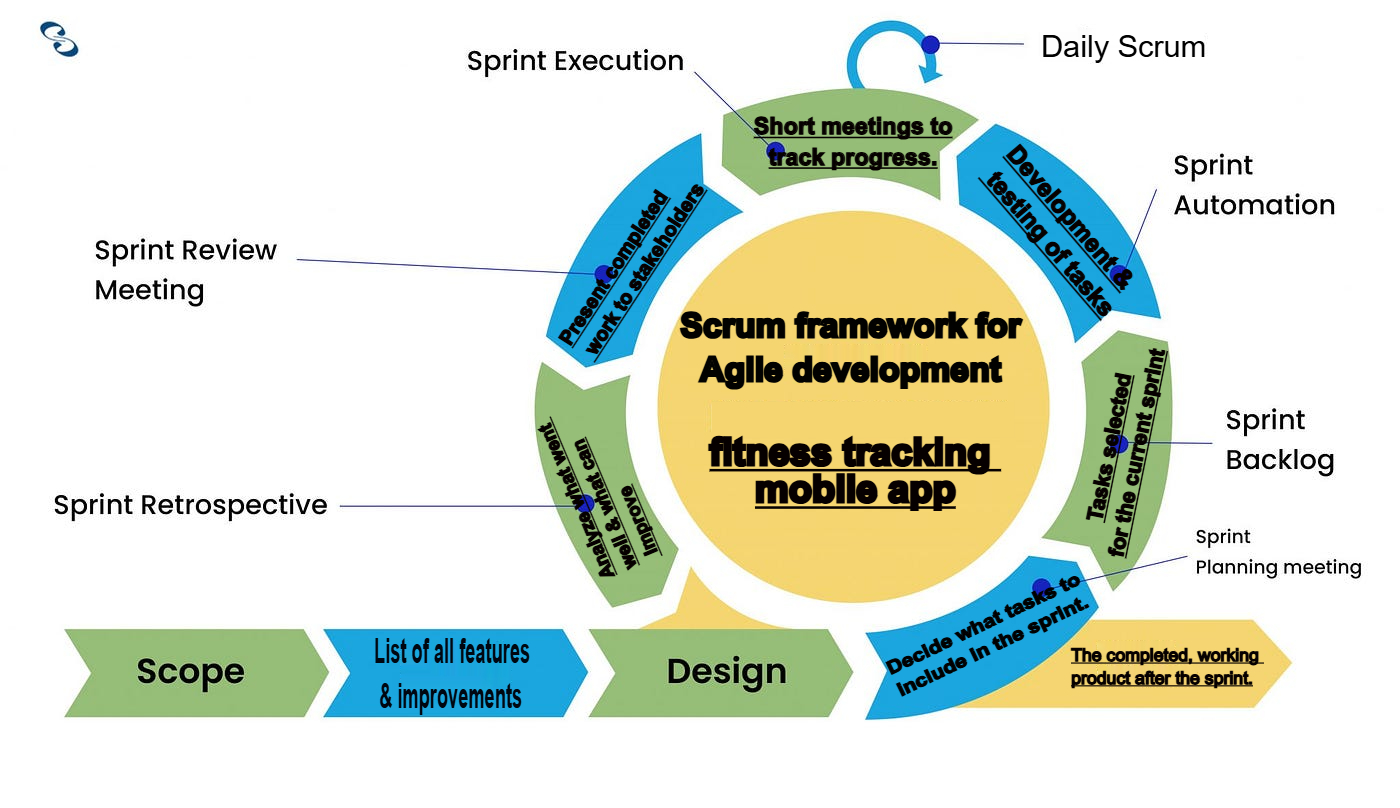 Sprint Execution
Daily Scrum
Short meetings to
track progress.
Development &
testing of tasks
Sprint
Automation
Present completed
work to stakeholders
Sprint Review
Meeting
Scrum framework for
Agile development
fitness tracking
mobile app
Tasks selected
for the current sprint
Sprint
Backlog
Analyze what went
well & what can
improve
Sprint Retrospective
Sprint
Planning meeting
Decide what tasks to
include in the sprint.
Scope
List of all features
& improvements
Design
The completed, working
product after the sprint.